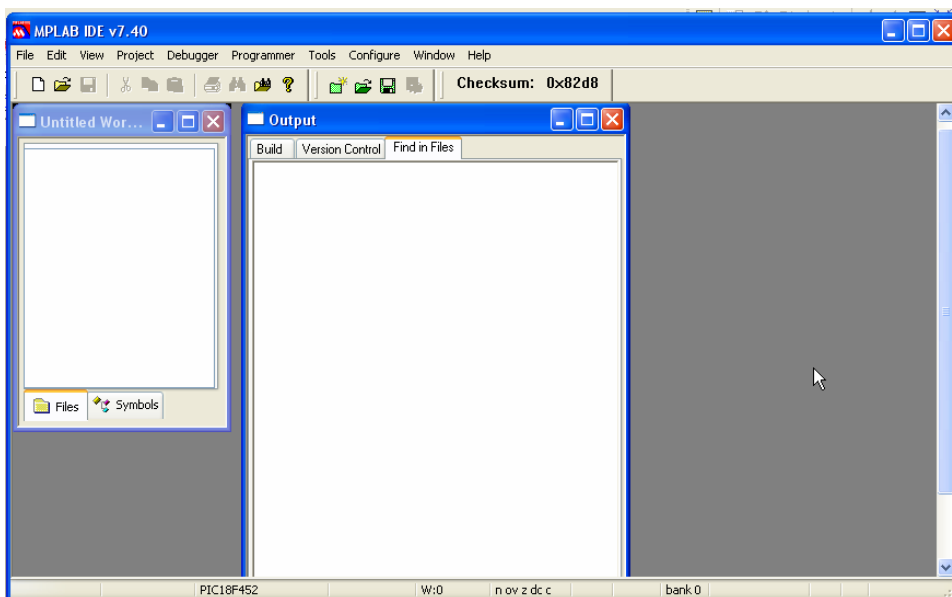 MPLAB IDE v7.40
File Edit View Project Debugger Programmer Tools Configure Window Help
Checksum: 0x82d8
Untitled Wor...
Output
Build Version Control Find in Files
Files Symbols
PIC18F452 W:0 n ov z dc c bank 0